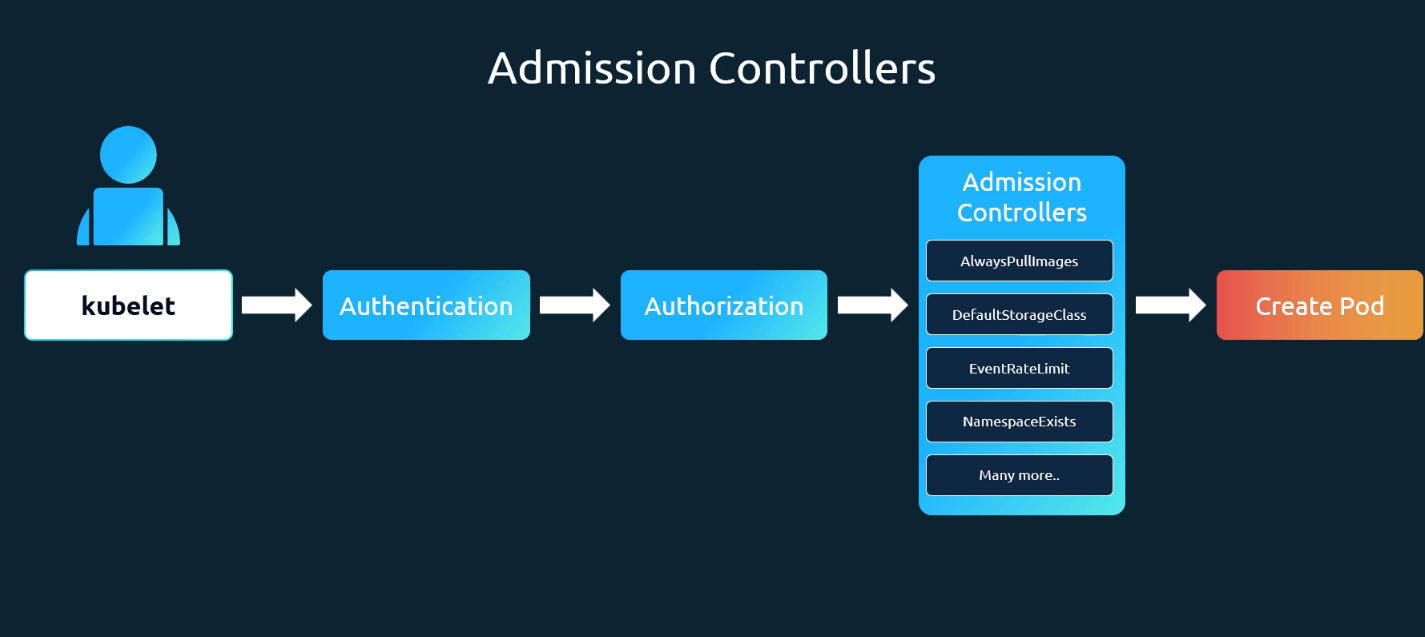 Admission Controllers
kubelet
Authentication
Authorization
Admission
Controllers
AlwaysPullImages
DefaultStorageClass
EventRateLimit
NamespaceExists
Many more..
Create Pod